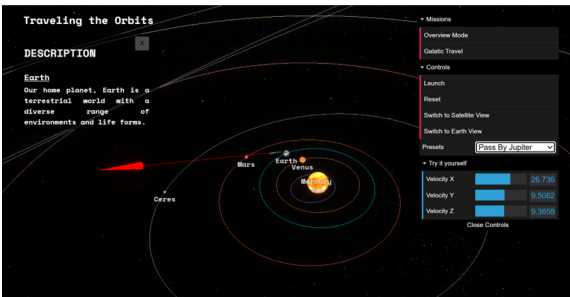 Traveling the Orbits
X
DESCRIPTION
Earth
Our home planet, Earth is a
terrestrial world with a
diverse range of
environments and life forms.
Mars
Earth
Venus
Mercury
Ceres
Missions
Overview Mode
Galatic Travel
Controls
Launch
Reset
Switch to Satellite View
Switch to Earth View
Presets Pass By Jupiter
Try it yourself
Velocity X 26.736
Velocity Y 9.5062
Velocity Z 9.3658
Close Controls